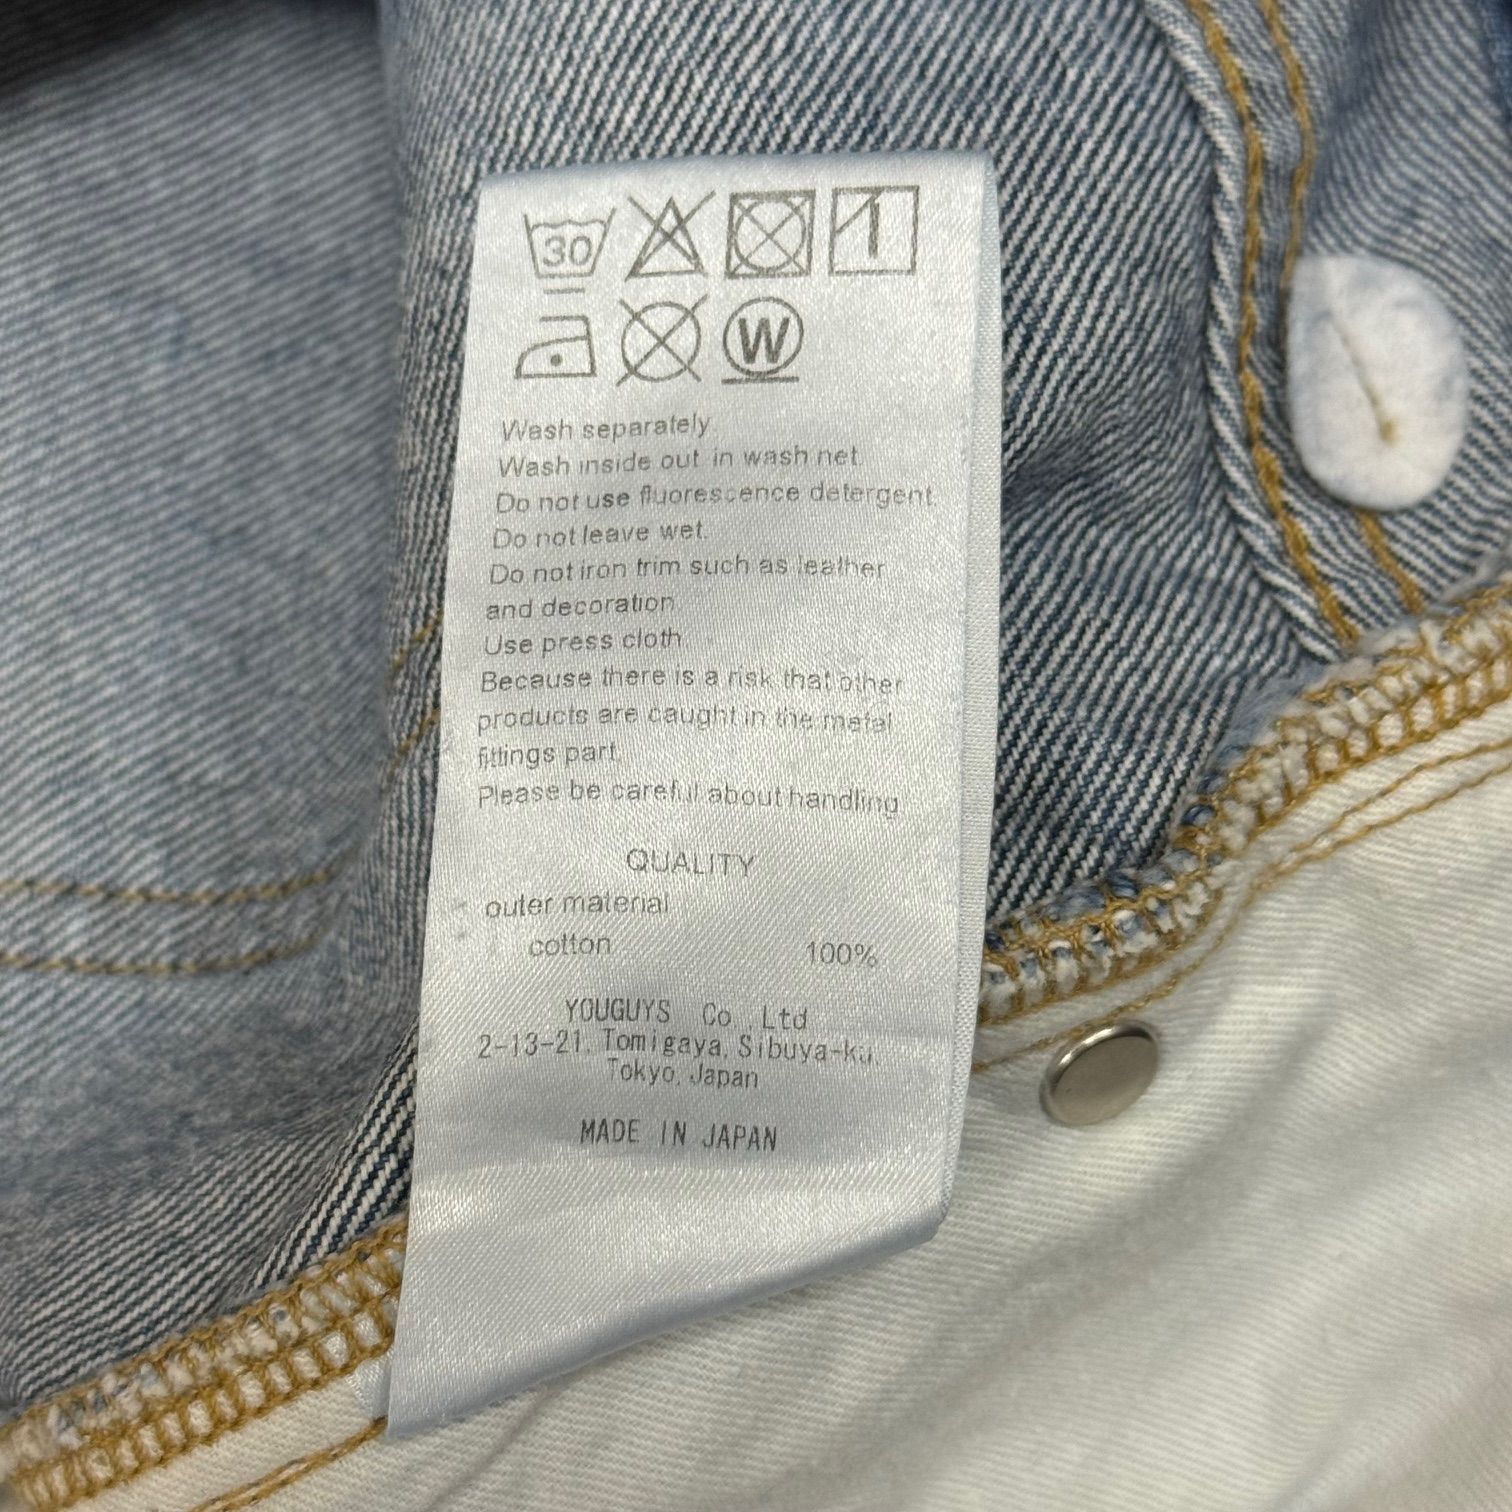 30
W
Wash separately.
Wash inside out in wash net.
Do not use fluorescence detergent.
Do not leave wet.
Do not iron trim such as leather
and decoration.
Use press cloth.
Because there is a risk that other
products are caught in the metal
fittings part.
Please be careful about handling
QUALITY
outer material
cotton 100%
YOUGUYS Co. Ltd
2-13-21, Tomigaya, Sibuya-ku,
Tokyo, Japan
MADE IN JAPAN